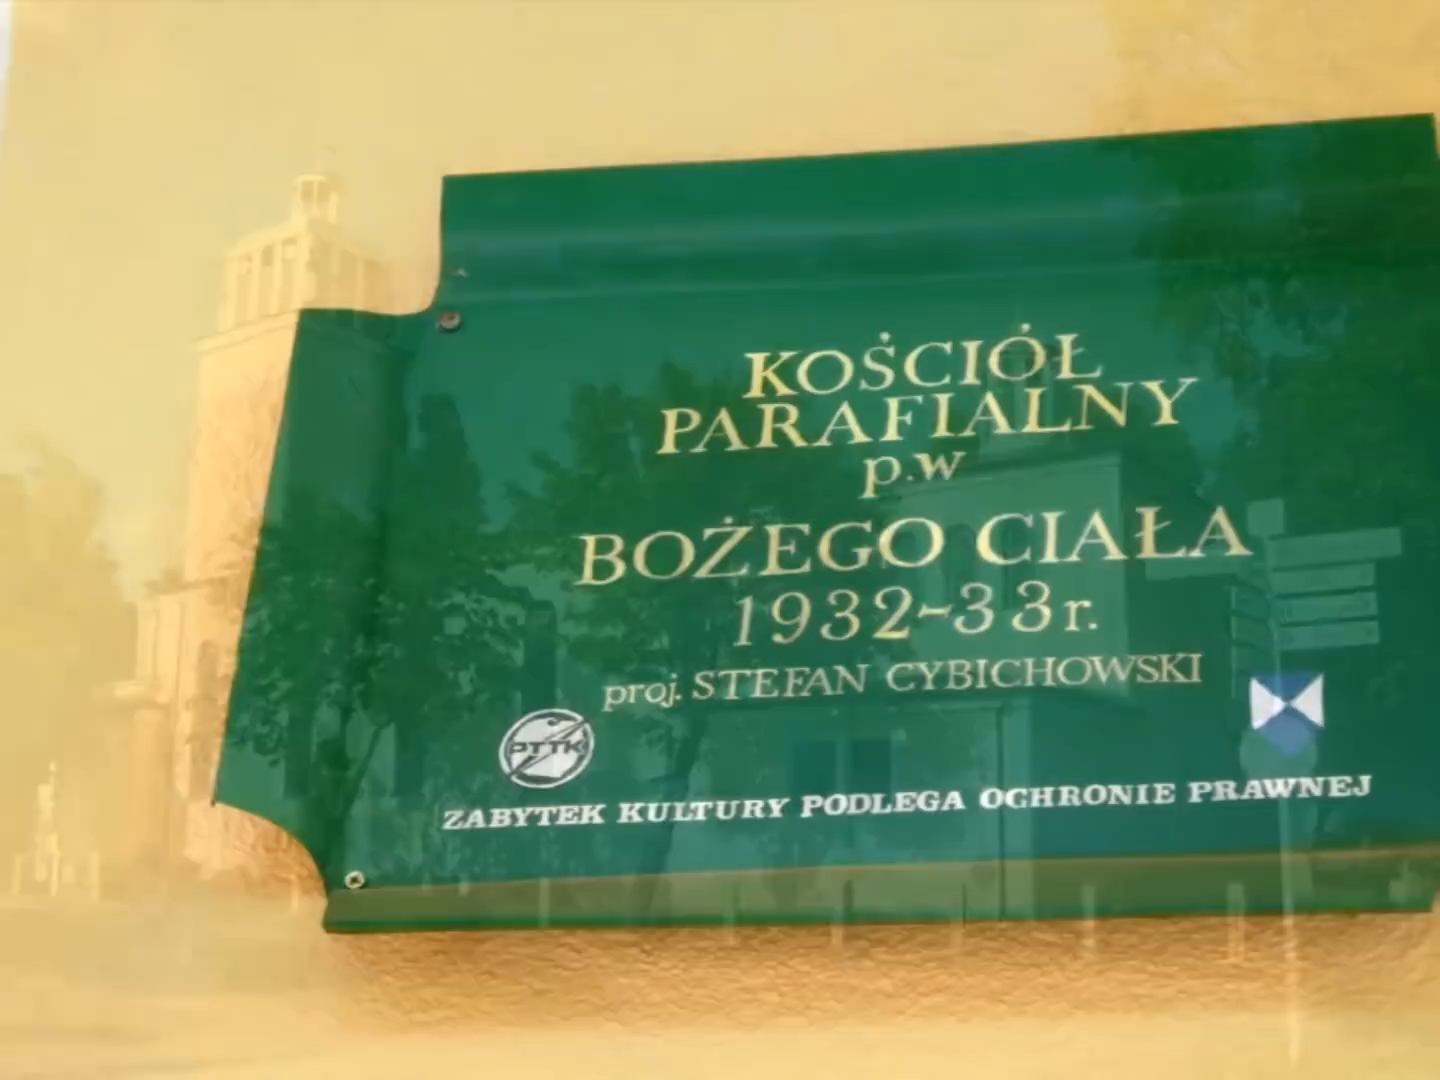 KOŚCIÓŁ
PARAFIALNY
p.w
BOŻEGO CIAŁA
1932-33r.
proj. STEFAN CYBICHOWSKI
PTTK
ZABYTEK KULTURY PODLEGA OCHRONIE PRAWNEJ